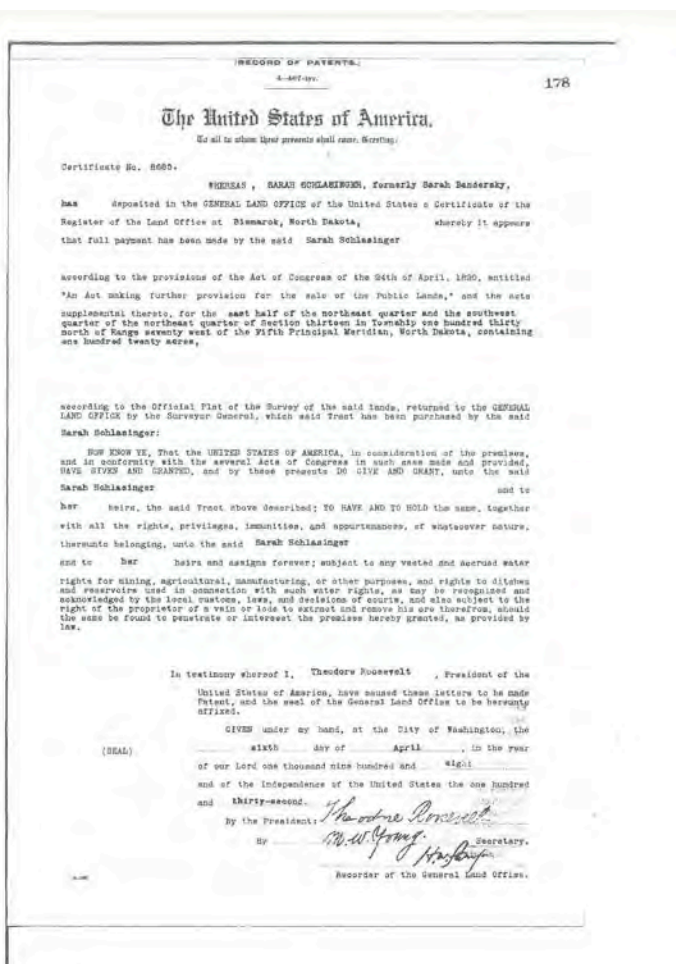 (RECORD OF PATENTS.)
178
The United States of America,
To all to whom these presents shall come, Greeting:
Certificate No. 8685.
WHEREAS, SARAH SCHLASINGER, formerly Sarah Bendersky,
has deposited in the GENERAL LAND OFFICE of the United States a Certificate of the
Register of the Land Office at Bismarck, North Dakota, whereby it appears
that full payment has been made by the said Sarah Schlasinger
according to the provisions of the Act of Congress of the 24th of April, 1820, entitled
"An Act making further provision for the sale of the Public Lands," and the acts
supplemental thereto, for the east half of the northeast quarter and the southwest
quarter of the northeast quarter of Section thirteen in Township one hundred thirty
north of Range seventy west of the Fifth Principal Meridian, North Dakota, containing
one hundred twenty acres,
according to the Official Plat of the Survey of the said lands, returned to the GENERAL
LAND OFFICE by the Surveyor General, which said Tract has been purchased by the said
Sarah Schlasinger:
NOW KNOW YE, That the UNITED STATES OF AMERICA, in consideration of the premises,
and in conformity with the several Acts of Congress in such case made and provided,
HAVE GIVEN AND GRANTED, and by these presents DO GIVE AND GRANT, unto the said
Sarah Schlasinger and to
her heirs, the said Tract above described; TO HAVE AND TO HOLD the same, together
with all the rights, privileges, immunities, and appurtenances, of whatsoever nature,
thereunto belonging, unto the said Sarah Schlasinger
and to her heirs and assigns forever; subject to any vested and accrued water
rights for mining, agricultural, manufacturing, or other purposes, and rights to ditches
and reservoirs used in connection with such water rights, as may be recognized and
acknowledged by the local customs, laws, and decisions of courts, and also subject to the
right of the proprietor of a vein or lode to extract and remove his ore therefrom, should
the same be found to penetrate or intersect the premises hereby granted, as provided by
law.
In testimony whereof I, Theodore Roosevelt, President of the
United States of America, have caused these letters to be made
Patent, and the seal of the General Land Office to be hereunto
affixed.
GIVEN under my hand, at the City of Washington, the
(SEAL) sixth day of April, in the year
of our Lord one thousand nine hundred and eight
and of the Independence of the United States the one hundred
and thirty-second.
By the President: Theodore Roosevelt
By M.W. Young. Secretary.
Recorder of the General Land Office.